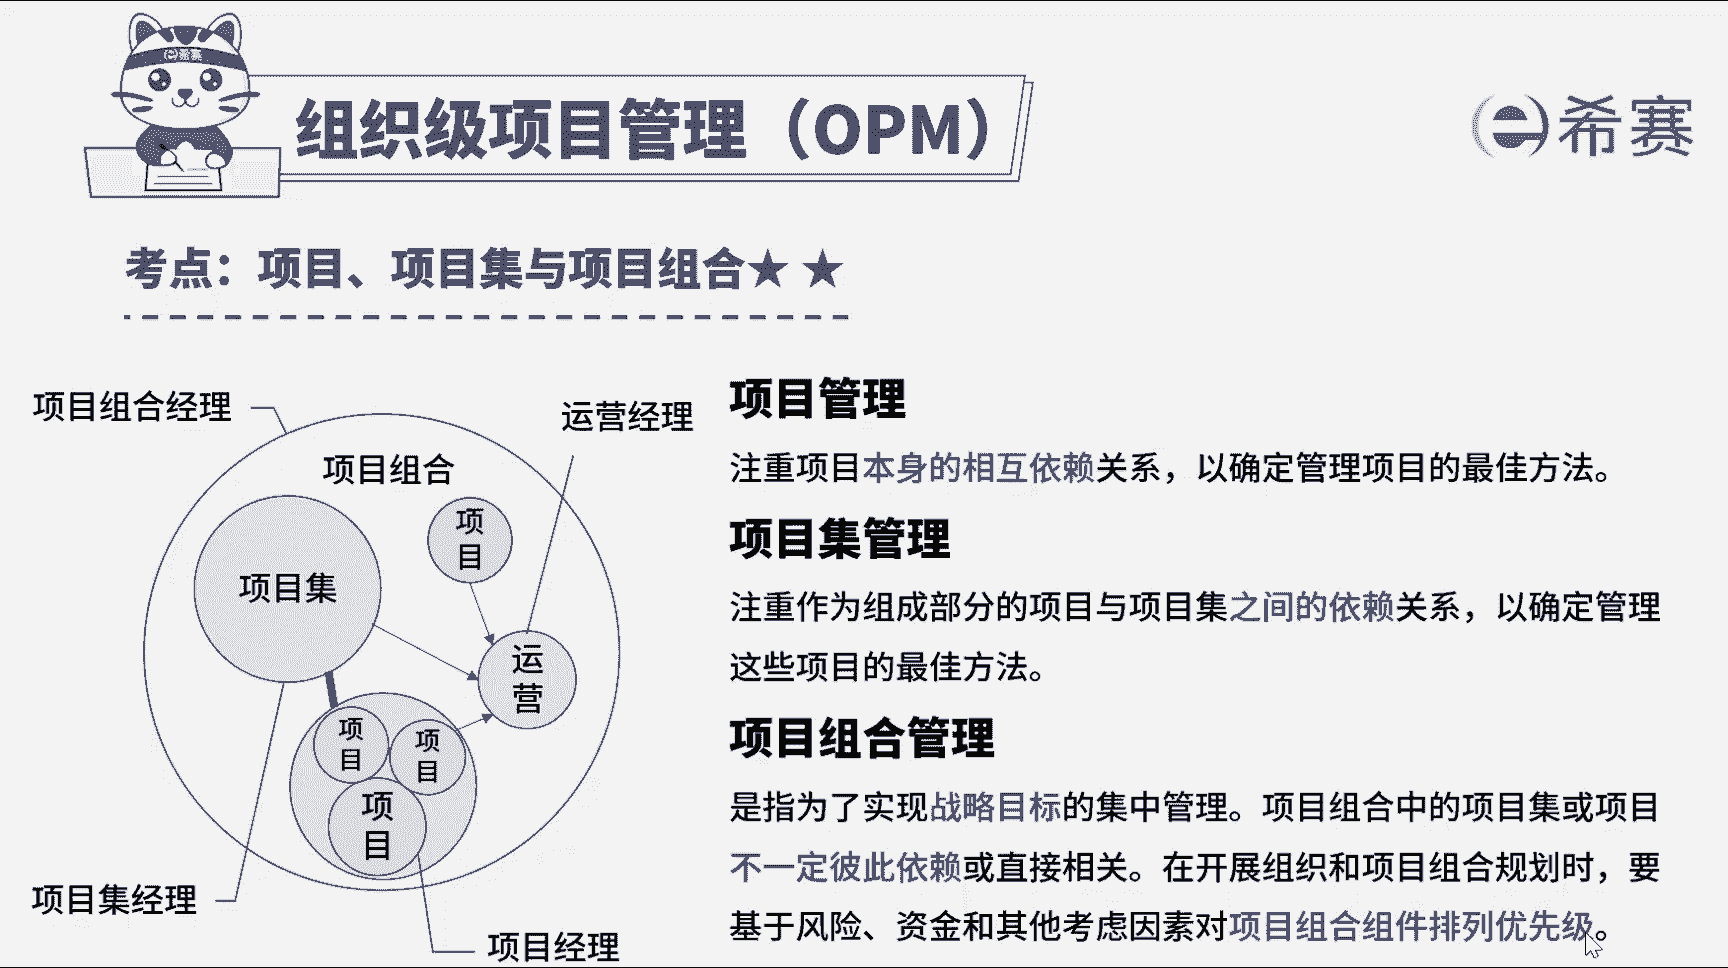 e希赛
组织级项目管理（OPM）
e希赛
考点：项目、项目集与项目组合★ ★
项目组合经理
运营经理
项目组合
项目
项目集
运营
项目
项目
项目
项目集经理
项目经理
项目管理
注重项目本身的相互依赖关系，以确定管理项目的最佳方法。
项目集管理
注重作为组成部分的项目与项目集之间的依赖关系，以确定管理
这些项目的最佳方法。
项目组合管理
是指为了实现战略目标的集中管理。项目组合中的项目集或项目
不一定彼此依赖或直接相关。在开展组织和项目组合规划时，要
基于风险、资金和其他考虑因素对项目组合组件排列优先级。